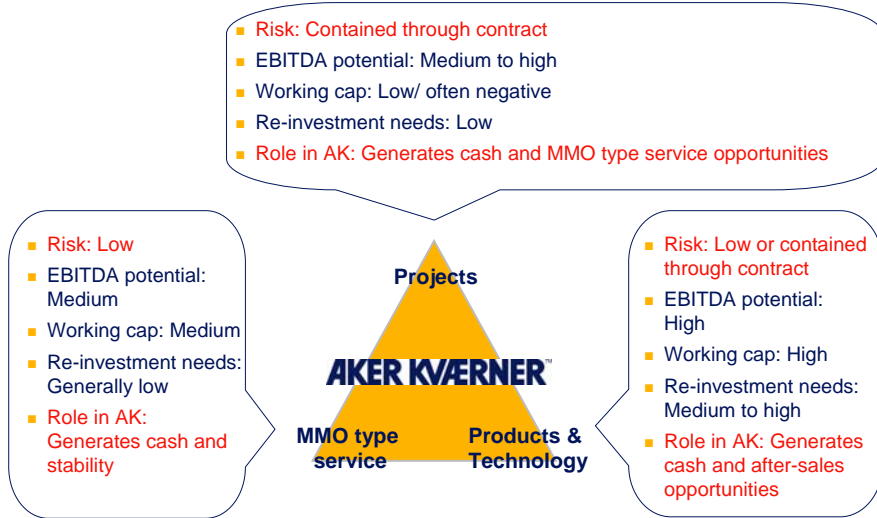 Risk: Contained through contract
EBITDA potential: Medium to high
Working cap: Low/ often negative
Re-investment needs: Low
Role in AK: Generates cash and MMO type service opportunities
Risk: Low
EBITDA potential:
Medium
Working cap: Medium
Re-investment needs:
Generally low
Role in AK:
Generates cash and
stability
Projects
AKER KVÆRNER™
MMO type
service
Products &
Technology
Risk: Low or contained
through contract
EBITDA potential:
High
Working cap: High
Re-investment needs:
Medium to high
Role in AK: Generates
cash and after-sales
opportunities